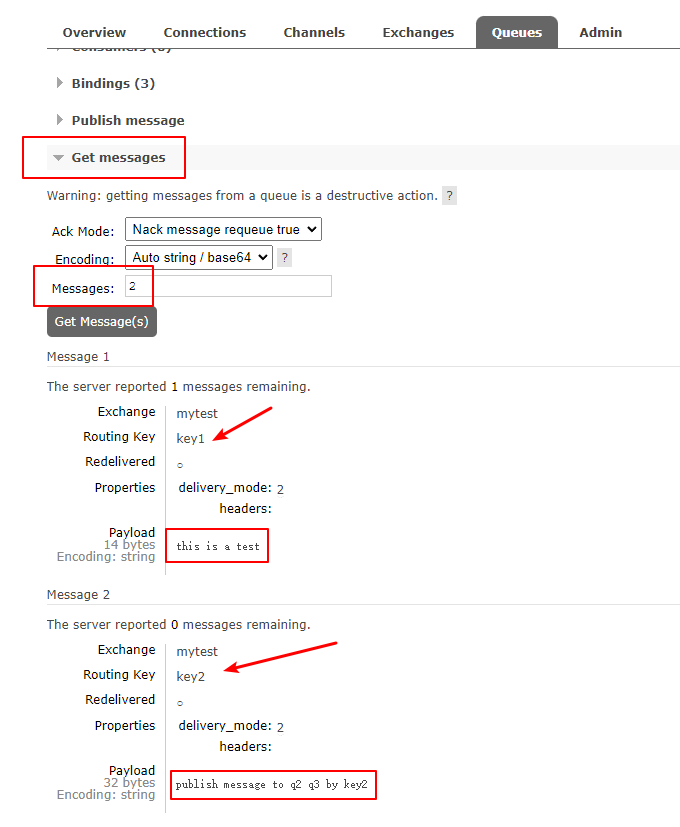 Overview Connections Channels Exchanges Queues Admin
Consumers (0)
Bindings (3)
Publish message
Get messages
Warning: getting messages from a queue is a destructive action. ?
Ack Mode: Nack message requeue true
Encoding: Auto string / base64 ?
Messages: 2
Get Message(s)
Message 1
The server reported 1 messages remaining.
Exchange mytest
Routing Key key1
Redelivered ○
Properties delivery_mode: 2
headers:
Payload
14 bytes
Encoding: string
this is a test
Message 2
The server reported 0 messages remaining.
Exchange mytest
Routing Key key2
Redelivered ○
Properties delivery_mode: 2
headers:
Payload
32 bytes
Encoding: string
publish message to q2 q3 by key2